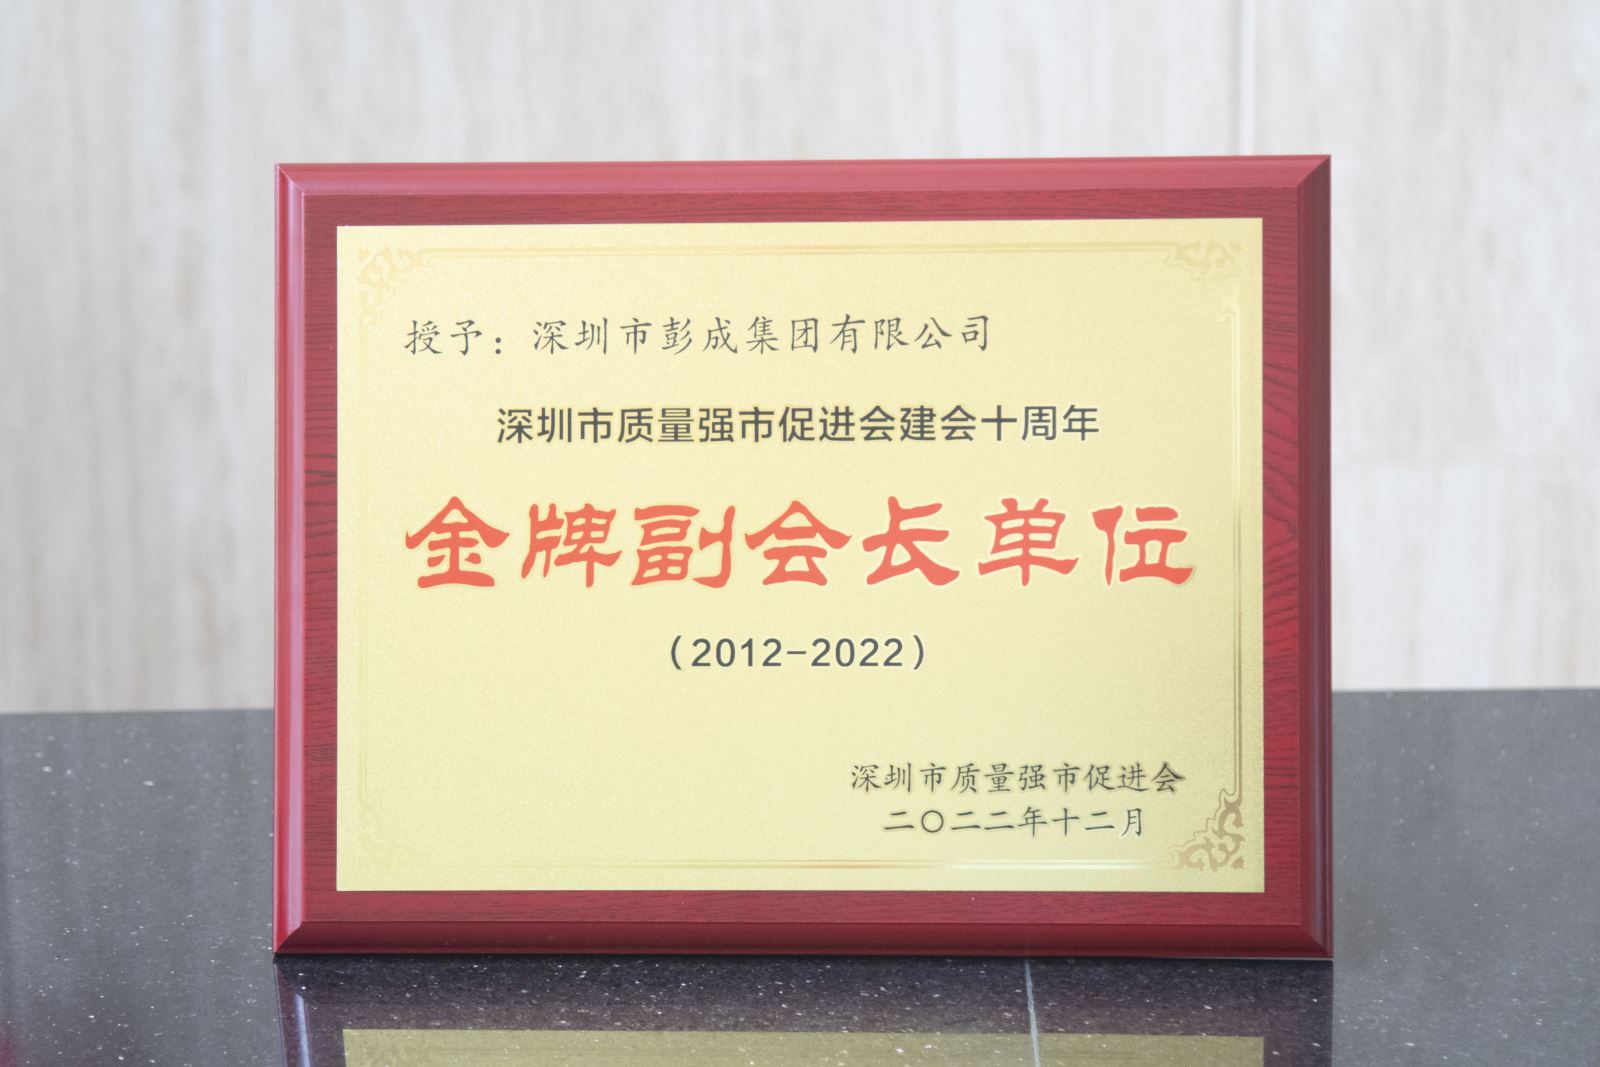 授予：深圳市彭成集团有限公司
深圳市质量强市促进会建会十周年
金牌副会长单位
（2012-2022）
深圳市质量强市促进会
二〇二二年十二月